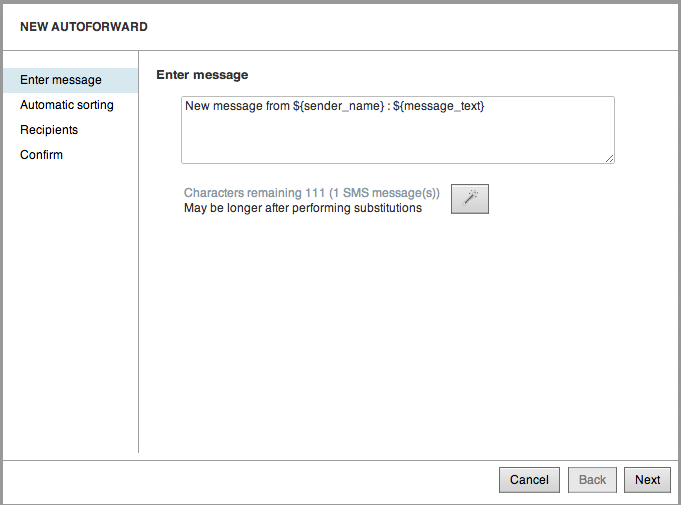 NEW AUTOFORWARD
Enter message
Automatic sorting
Recipients
Confirm
Enter message
New message from ${sender_name} : ${message_text}
Characters remaining 111 (1 SMS message(s))
May be longer after performing substitutions
Cancel
Back
Next